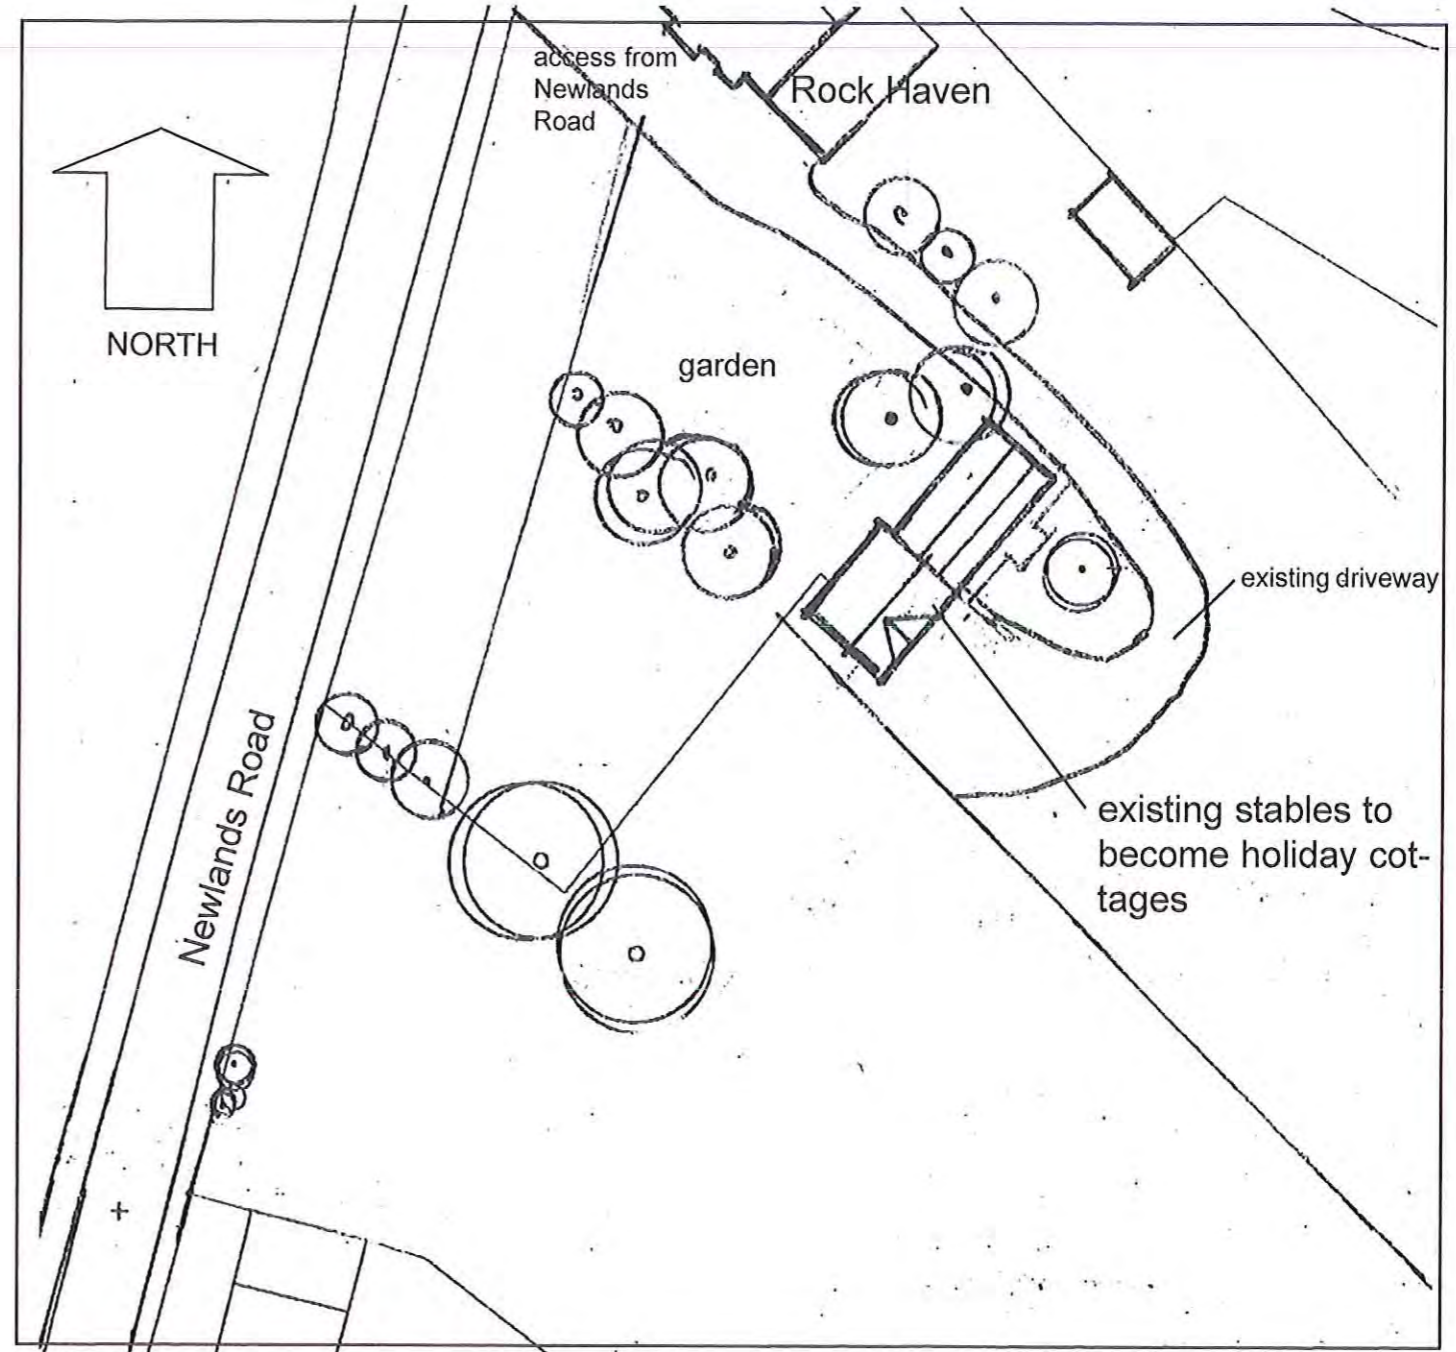 access from
Newlands
Road
Rock Haven
NORTH
garden
existing driveway
Newlands Road
existing stables to
become holiday cot-
tages